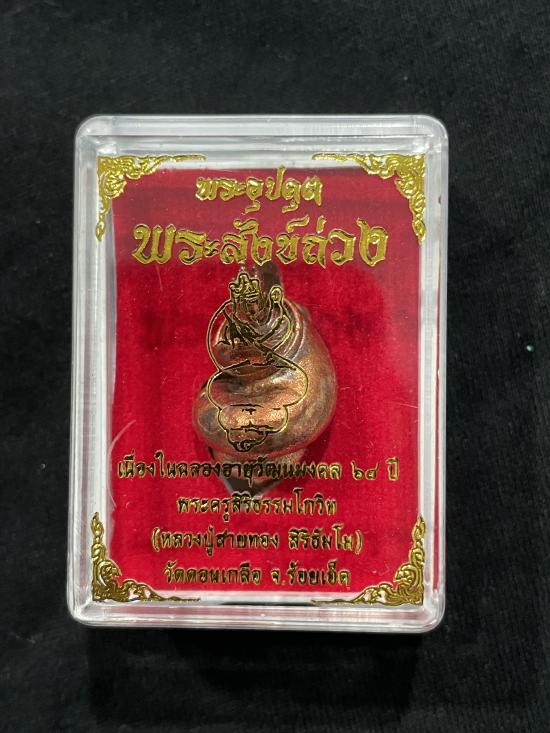 พระอุปคุต
พระสังข์ถ่วง
เนื่องในฉลองอายุวัฒนมงคล ๖๘ ปี
พระครูสิริธรรมโกวิท
(หลวงปู่สายทอง สิริธัมโม)
วัดดอนเกลือ จ.ร้อยเอ็ด